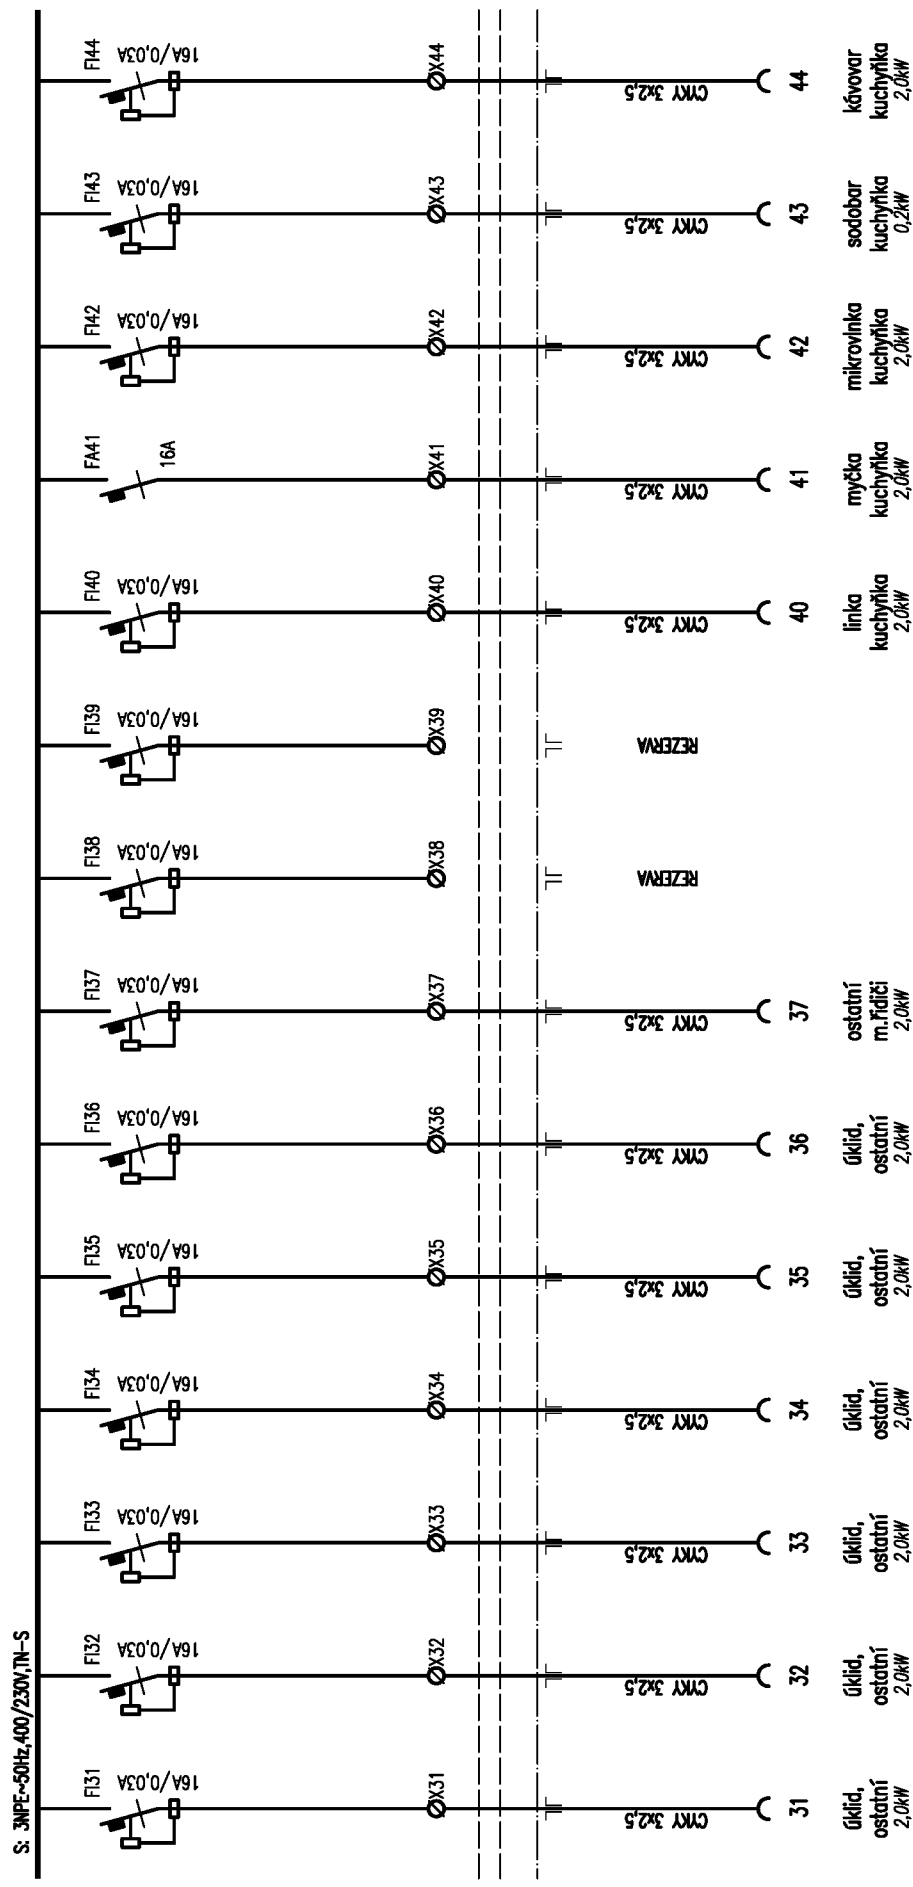 S: 3NPE~50Hz,400/230V,TN-S
FI31
16A/0,03A
X31
CYKY 3x2,5
31
úklid,
ostatní
2,0kW
FI32
16A/0,03A
X32
CYKY 3x2,5
32
úklid,
ostatní
2,0kW
FI33
16A/0,03A
X33
CYKY 3x2,5
33
úklid,
ostatní
2,0kW
FI34
16A/0,03A
X34
CYKY 3x2,5
34
úklid,
ostatní
2,0kW
FI35
16A/0,03A
X35
CYKY 3x2,5
35
úklid,
ostatní
2,0kW
FI36
16A/0,03A
X36
CYKY 3x2,5
36
úklid,
ostatní
2,0kW
FI37
16A/0,03A
X37
CYKY 3x2,5
37
ostatní
m.řidiči
2,0kW
FI38
16A/0,03A
X38
REZERVA
FI39
16A/0,03A
X39
REZERVA
FI40
16A/0,03A
X40
CYKY 3x2,5
40
linka
kuchyňka
2,0kW
FA41
16A
X41
CYKY 3x2,5
41
myčka
kuchyňka
2,0kW
FI42
16A/0,03A
X42
CYKY 3x2,5
42
mikrovlnka
kuchyňka
2,0kW
FI43
16A/0,03A
X43
CYKY 3x2,5
43
sodobar
kuchyňka
0,2kW
FI44
16A/0,03A
X44
CYKY 3x2,5
44
kávovar
kuchyňka
2,0kW